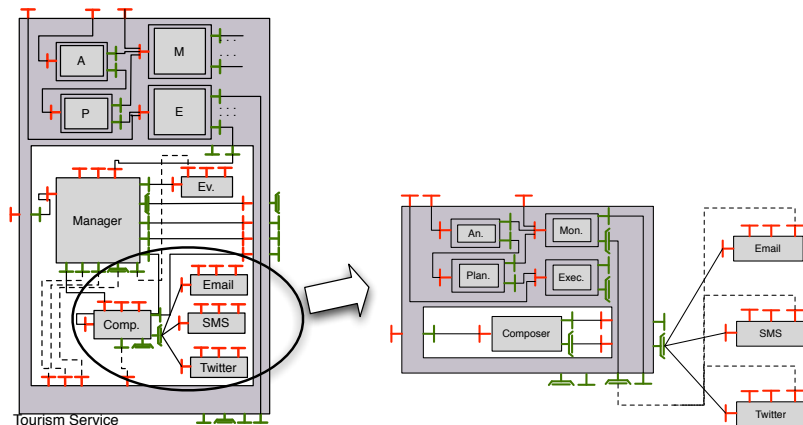 A
M
P
E
Ev.
Manager
Email
Comp.
SMS
Twitter
Tourism Service
An.
Mon.
Plan.
Exec.
Composer
Email
SMS
Twitter